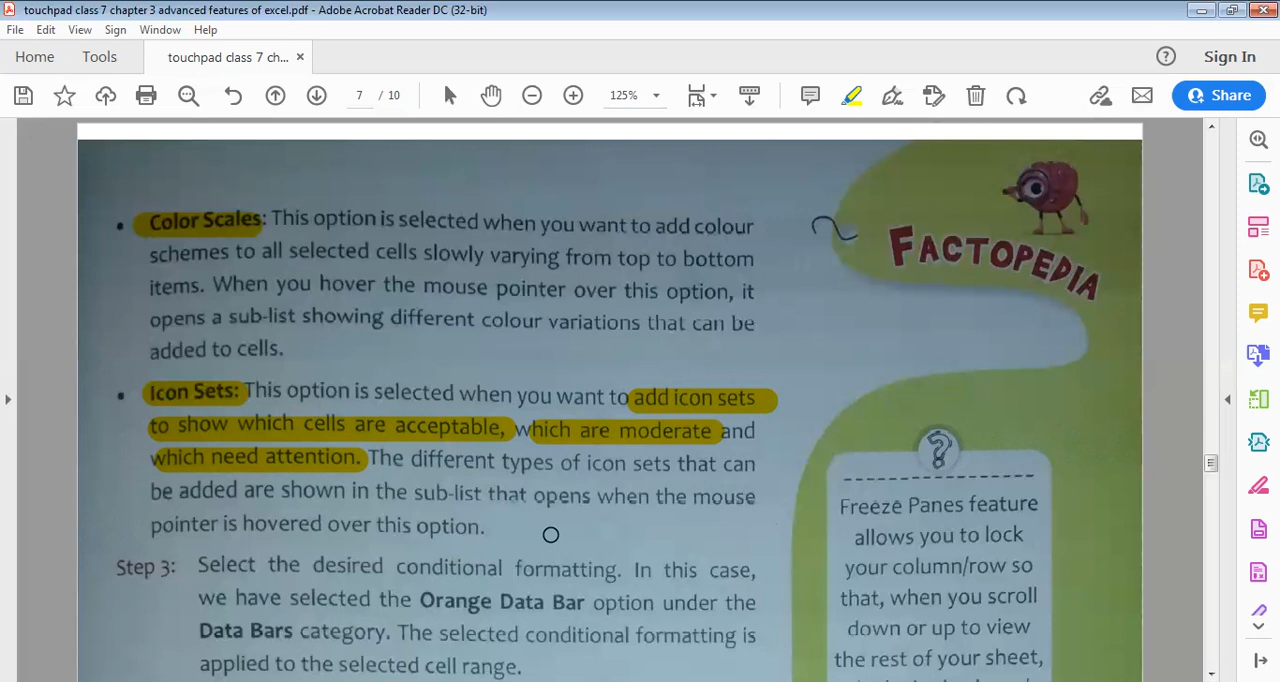 touchpad class 7 chapter 3 advanced features of excel.pdf - Adobe Acrobat Reader DC (32-bit)
File Edit View Sign Window Help
Home Tools touchpad class 7 ch... × Sign In
7 / 10 125% Share
• Color Scales: This option is selected when you want to add colour
schemes to all selected cells slowly varying from top to bottom
items. When you hover the mouse pointer over this option, it
opens a sub-list showing different colour variations that can be
added to cells.
• Icon Sets: This option is selected when you want to add icon sets
to show which cells are acceptable, which are moderate and
which need attention. The different types of icon sets that can
be added are shown in the sub-list that opens when the mouse
pointer is hovered over this option.
Step 3: Select the desired conditional formatting. In this case,
we have selected the Orange Data Bar option under the
Data Bars category. The selected conditional formatting is
applied to the selected cell range.
FACTOPEDIA
?
Freeze Panes feature
allows you to lock
your column/row so
that, when you scroll
down or up to view
the rest of your sheet,